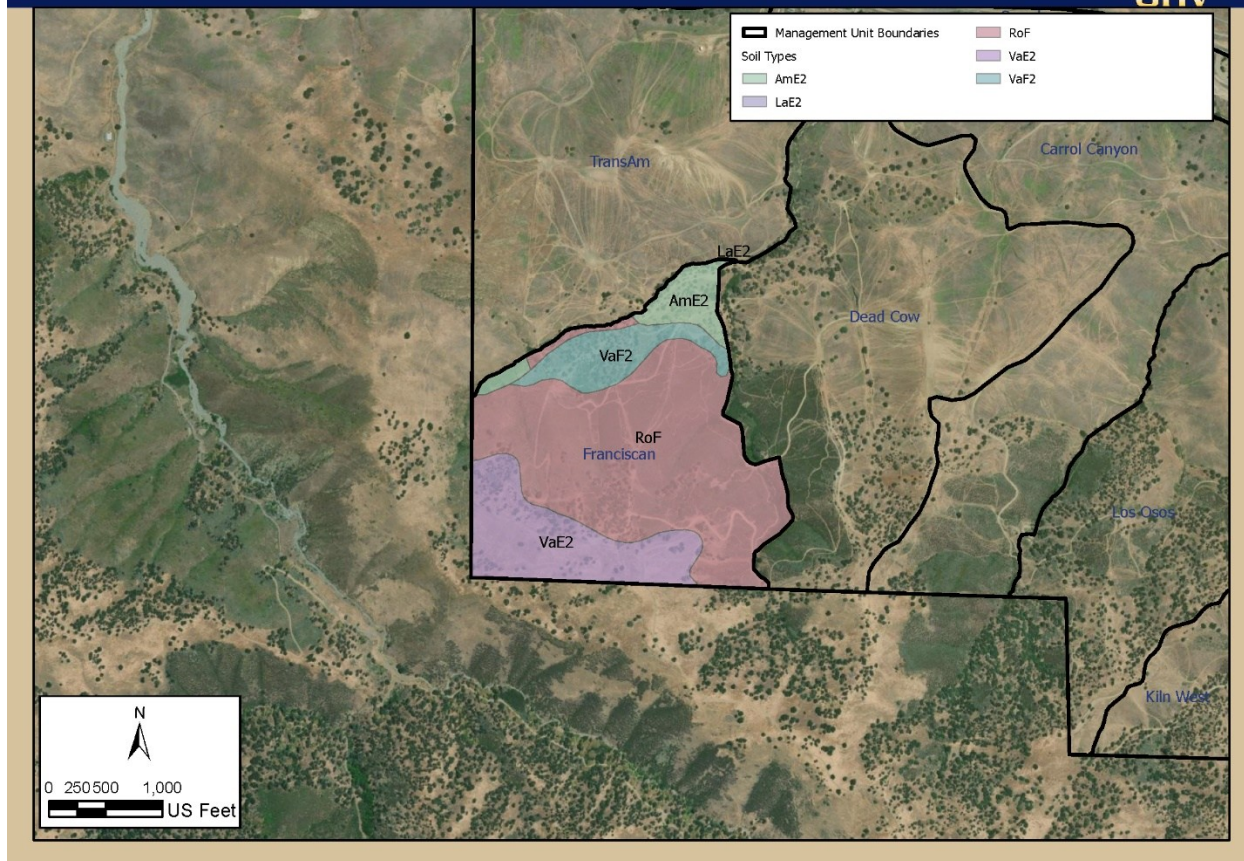 Management Unit Boundaries
Soil Types
AmE2
LaE2
RoF
VaE2
VaF2
TransAm
Carrol Canyon
LaE2
AmE2
Dead Cow
VaF2
RoF
Franciscan
Los Osos
VaE2
Kiln West
N
0 250 500 1,000
US Feet